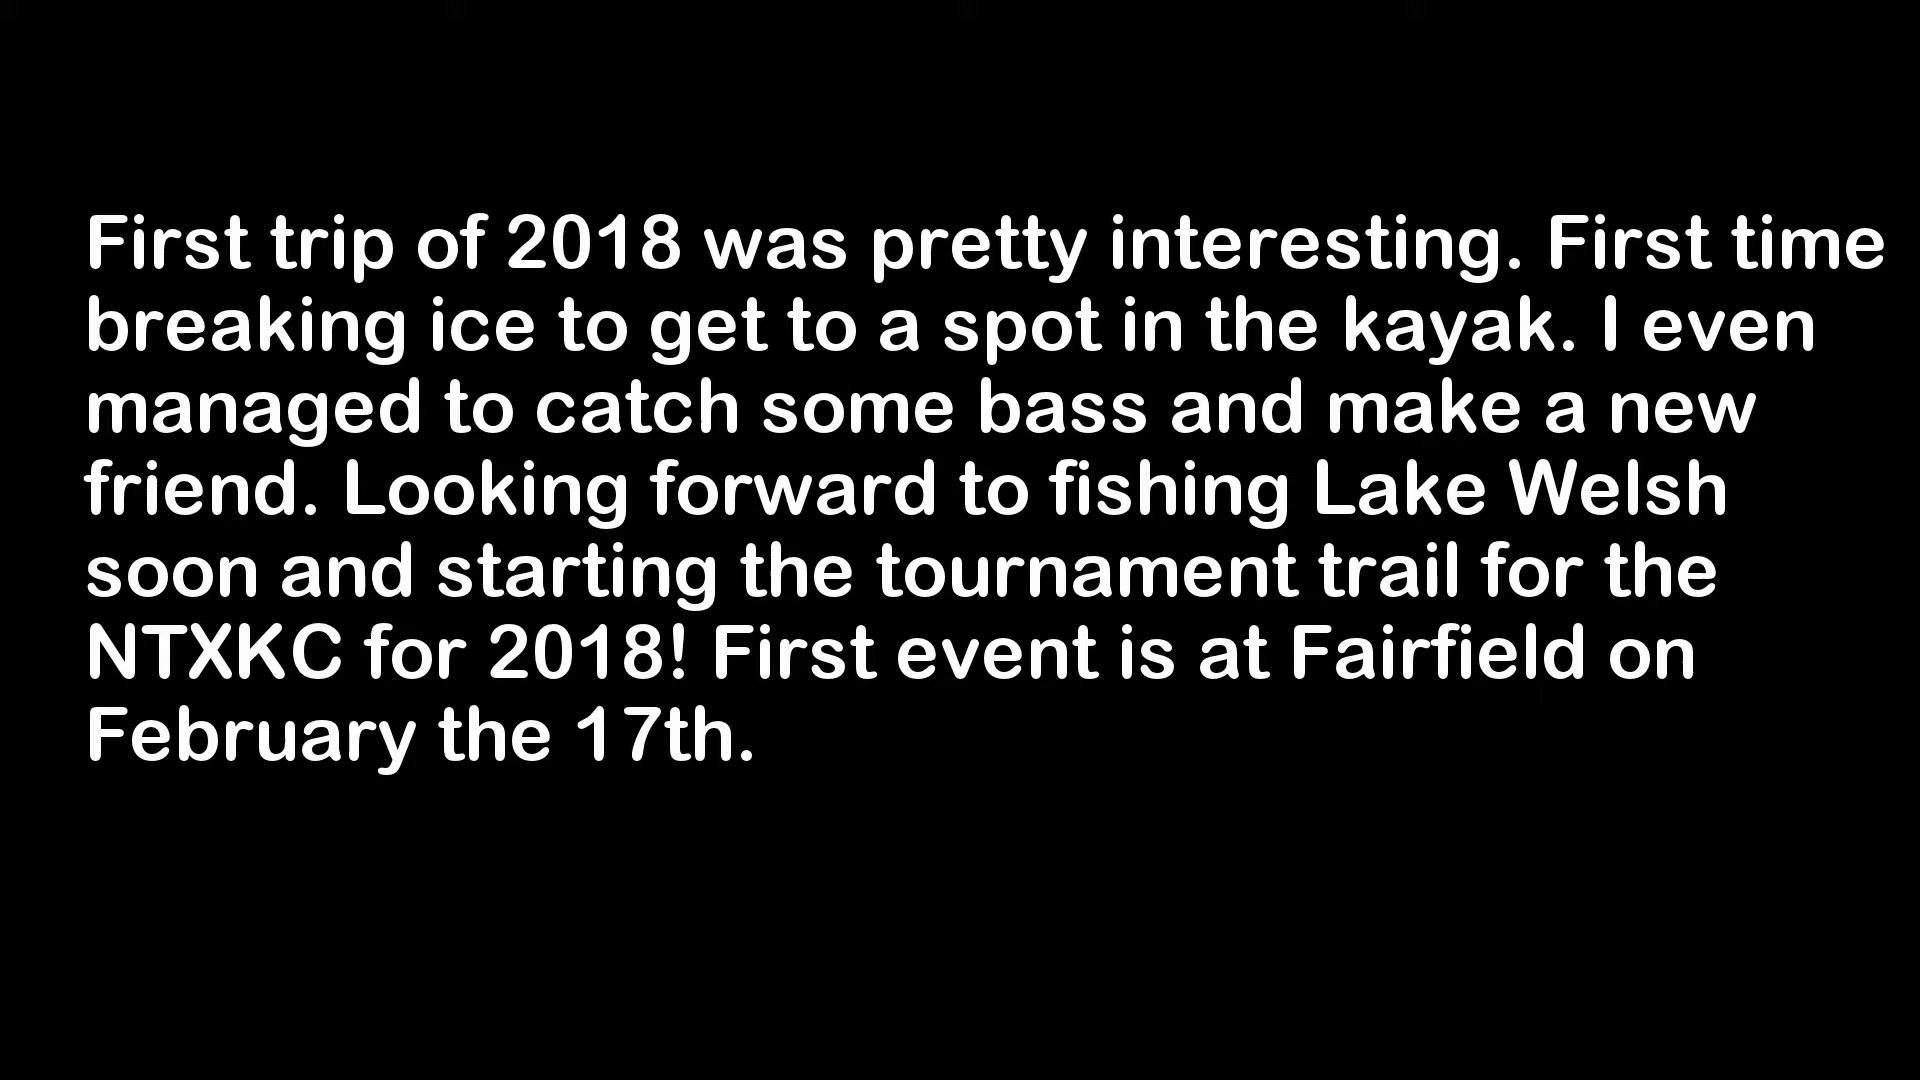 First trip of 2018 was pretty interesting. First time
breaking ice to get to a spot in the kayak. I even
managed to catch some bass and make a new
friend. Looking forward to fishing Lake Welsh
soon and starting the tournament trail for the
NTXKC for 2018! First event is at Fairfield on
February the 17th.